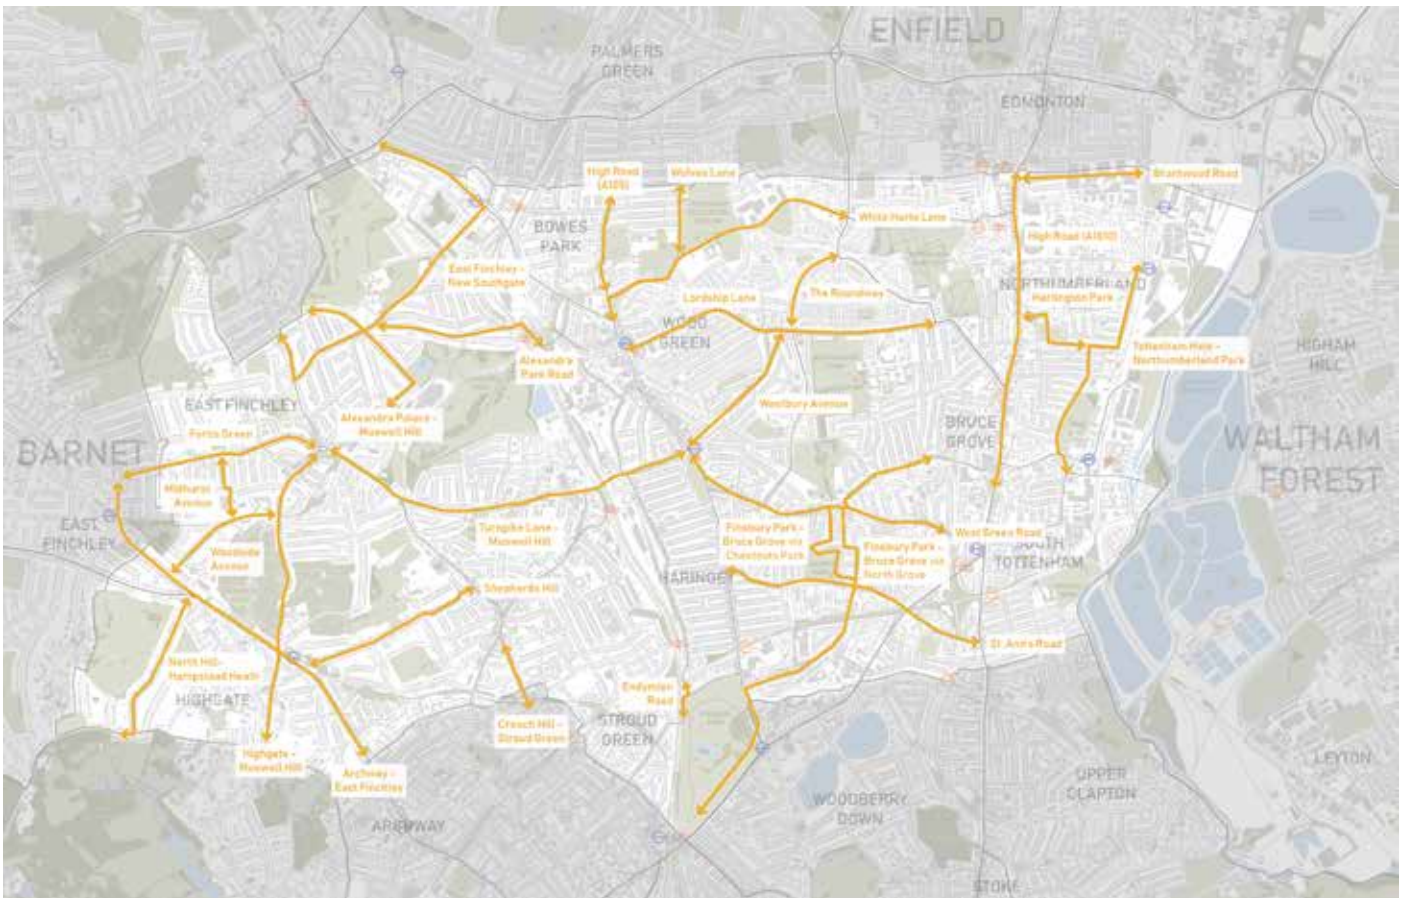 ENFIELD
PALMERS
GREEN
EDMONTON
High Road
(A105)
Wolves Lane
Brantwood Road
White Harte Lane
BOWES
PARK
High Road (A1010)
East Finchley -
New Southgate
NORTHUMBERLAND
Lordship Lane
The Roundway
WOOD
GREEN
Tottenham Hale -
Northumberland Park
HIGHAM
HILL
Alexandra
Park Road
EAST FINCHLEY
Alexandra Palace -
Muswell Hill
Woolbury Avenue
BRUCE
GROVE
Fortis Green
BARNET
WALTHAM
FOREST
Avenue
EAST
FINCHLEY
Turnpike Lane -
Muswell Hill
Finsbury Park -
Bruce Grove via
Chestnuts Park
Finsbury Park -
Bruce Grove via
North Grove
West Green Road
SOUTH
TOTTENHAM
Woodside
Avenue
HARINGEY
Shepherds Hill
St. Ann's Road
North Hill -
Hampstead Heath
HIGHGATE
Endymion
Road
Crouch Hill -
Stroud Green
STROUD
GREEN
Highgate -
Muswell Hill
Archway -
East Finchley
LEYTON
UPPER
CLAPTON
WOODBERRY
DOWN
ARCHWAY
STOKE